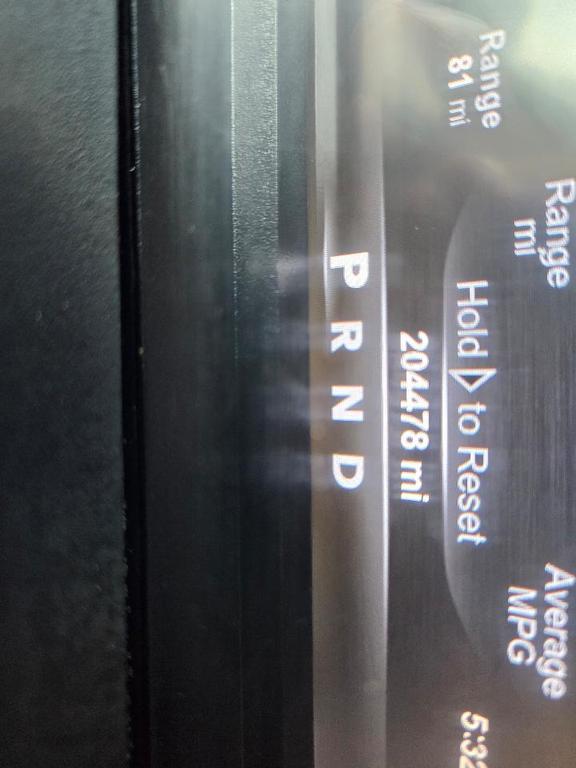 Range
mi
Average
MPG
Range
81 mi
Hold ▷ to Reset
5:32
204478 mi
P R N D